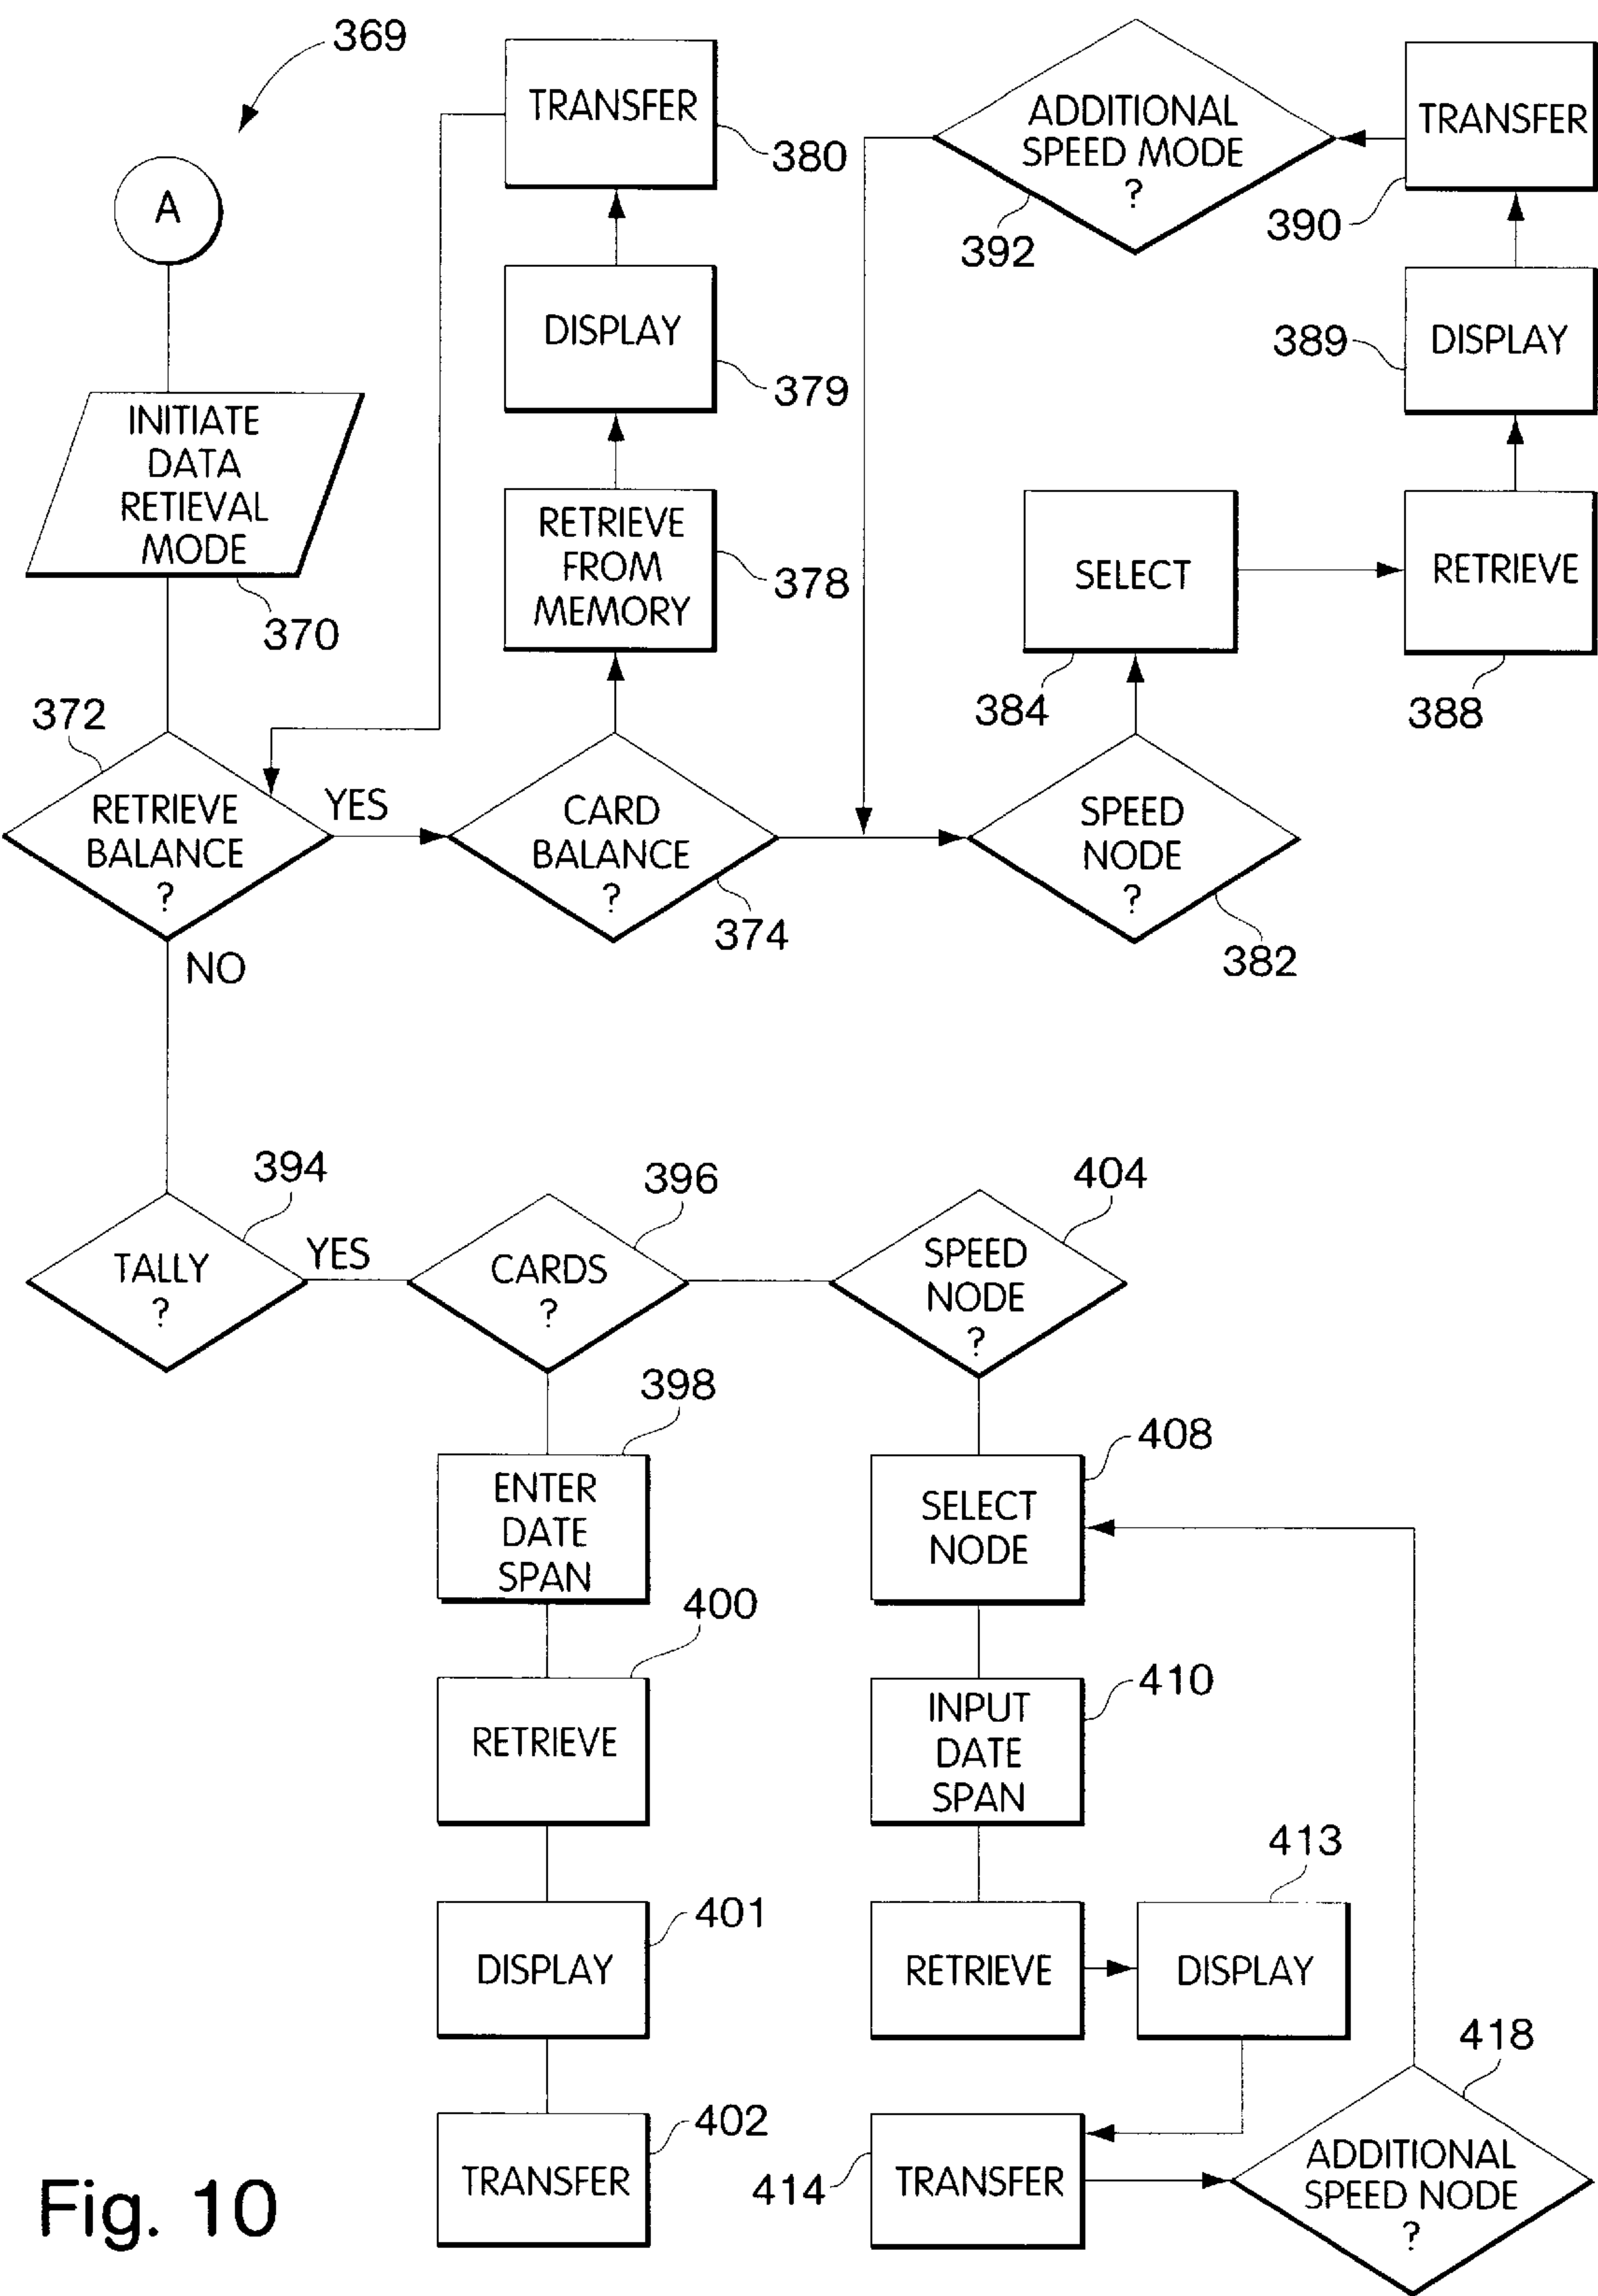 369
A
INITIATE
DATA
RETIEVAL
MODE
370
372
RETRIEVE
BALANCE
?
YES
NO
TRANSFER
380
DISPLAY
379
RETRIEVE
FROM
MEMORY
378
CARD
BALANCE
?
374
ADDITIONAL
SPEED MODE
?
392
TRANSFER
390
DISPLAY
389
RETRIEVE
388
SELECT
384
SPEED
NODE
?
382
394
TALLY
?
YES
396
CARDS
?
398
ENTER
DATE
SPAN
400
RETRIEVE
401
DISPLAY
402
TRANSFER
404
SPEED
NODE
?
408
SELECT
NODE
410
INPUT
DATE
SPAN
RETRIEVE
413
DISPLAY
414
TRANSFER
418
ADDITIONAL
SPEED NODE
?
Fig. 10